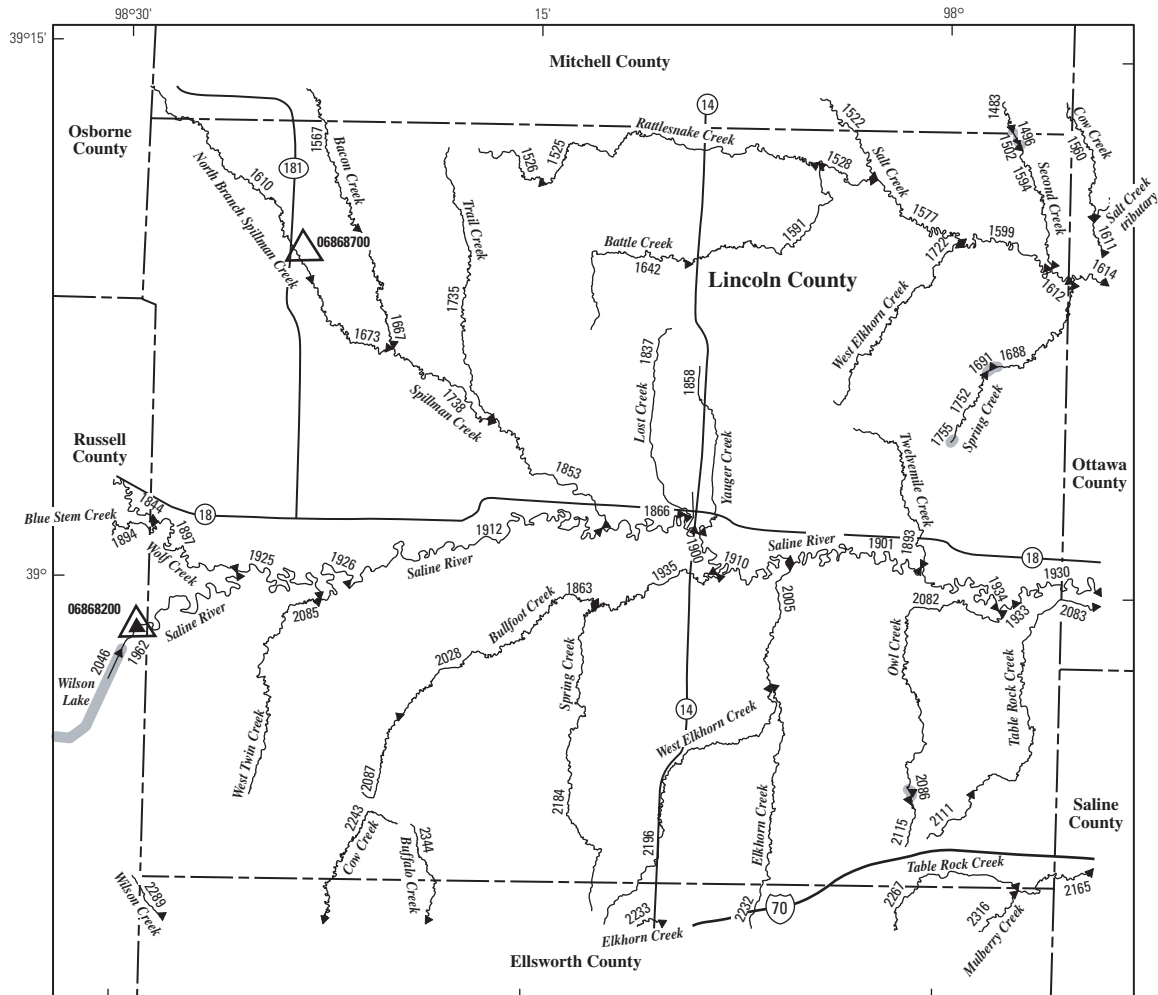 98°30'
15'
98°
39°15'
Mitchell County
Osborne
County
14
181
1567
Bacon Creek
1610
North Branch Spillman Creek
06868700
Rattlesnake Creek
1526
1525
1522
Salt Creek
1528
1483
1496
1502
1594
Second Creek
Cow Creek
1560
Salt Creek
tributary
1611
1614
1577
1599
1722
1612
1591
Battle Creek
1642
Lincoln County
Trail Creek
1735
West Elkhorn Creek
1667
1673
1738
Spillman Creek
1837
1858
Lost Creek
Yauger Creek
1691
1688
1752
1755
Spring Creek
Russell
County
Ottawa
County
Twelvemile Creek
1853
1844
Blue Stem Creek
1894
1897
Wolf Creek
18
1866
1912
1900
1910
Saline River
1901
1893
18
1925
1926
Saline River
1935
39°
1930
1934
1933
2083
2082
2085
06868200
Saline River
1863
Bullfoot Creek
2005
2046
1962
Wilson
Lake
2028
Spring Creek
Owl Creek
Table Rock Creek
14
West Elkhorn Creek
West Twin Creek
2087
2184
2086
2115
2111
Saline
County
2243
Cow Creek
2344
Buffalo Creek
2196
Elkhorn Creek
Table Rock Creek
2165
2267
2316
Mulberry Creek
2289
Wilson Creek
2233
2232
70
Elkhorn Creek
Ellsworth County